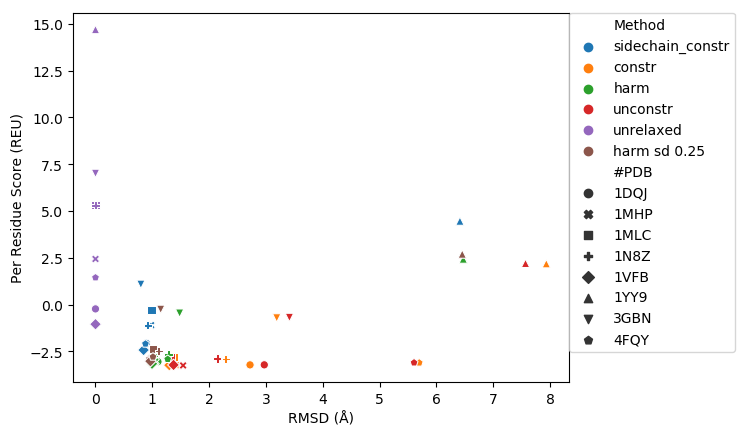 15.0
12.5
10.0
7.5
5.0
2.5
0.0
−2.5
Per Residue Score (REU)
0 1 2 3 4 5 6 7 8
RMSD (Å)
Method
sidechain_constr
constr
harm
unconstr
unrelaxed
harm sd 0.25
#PDB
1DQJ
1MHP
1MLC
1N8Z
1VFB
1YY9
3GBN
4FQY